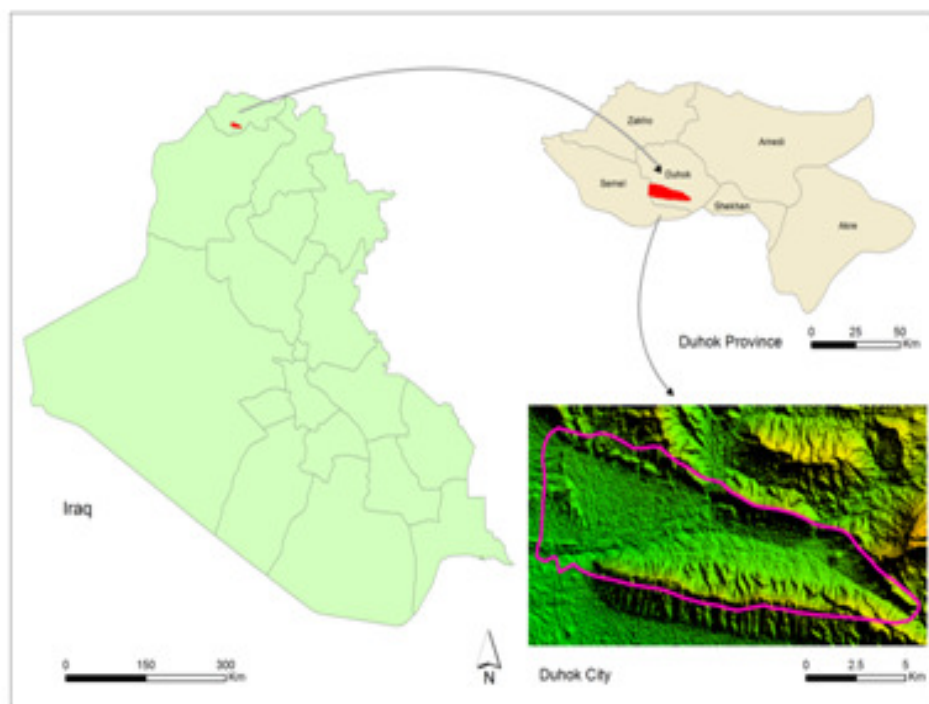 Zakho
Amedi
Semel
Duhok
Shekhan
Akre
Duhok Province
0 25 50
Km
Iraq
0 150 300
Km
N
Duhok City
0 2.5 5
Km